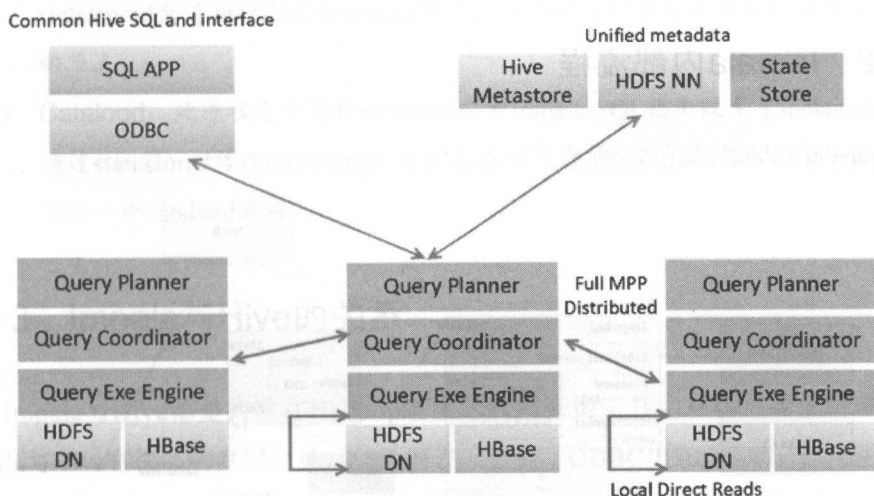 Common Hive SQL and interface
SQL APP
ODBC
Unified metadata
Hive
Metastore
HDFS NN
State
Store
Query Planner
Query Coordinator
Query Exe Engine
HDFS
DN
HBase
Query Planner
Query Coordinator
Query Exe Engine
HDFS
DN
HBase
Full MPP
Distributed
Query Planner
Query Coordinator
Query Exe Engine
HDFS
DN
HBase
Local Direct Reads